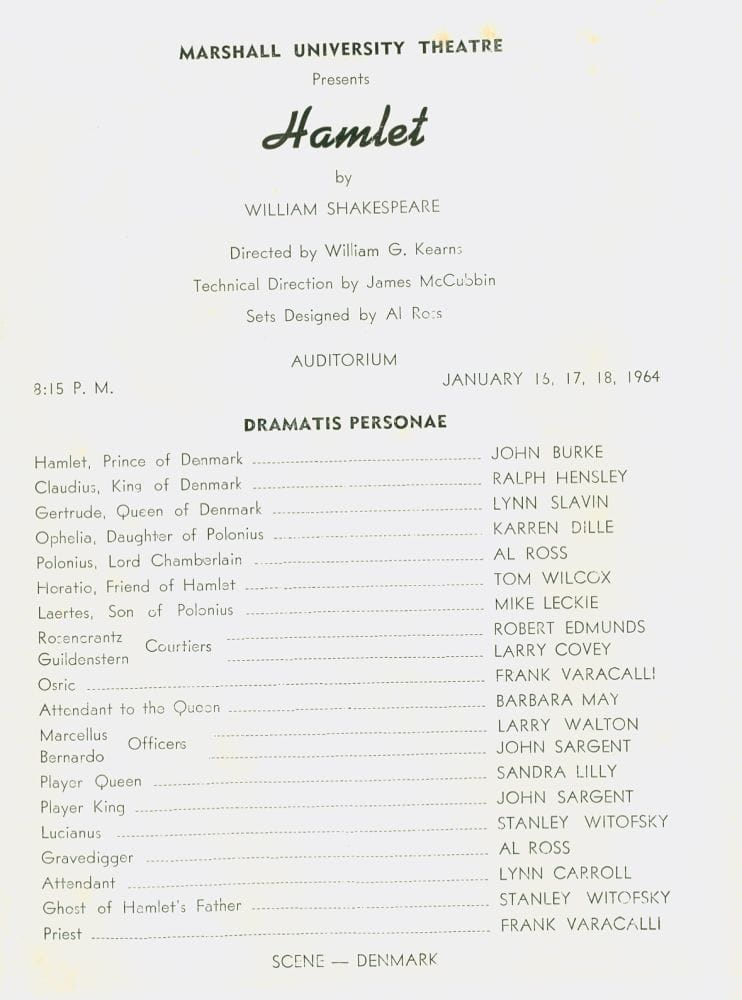 MARSHALL UNIVERSITY THEATRE
Presents
Hamlet
by
WILLIAM SHAKESPEARE
Directed by William G. Kearns
Technical Direction by James McCubbin
Sets Designed by Al Ross
AUDITORIUM
8:15 P. M. JANUARY 16, 17, 18, 1964
DRAMATIS PERSONAE
Hamlet, Prince of Denmark JOHN BURKE
Claudius, King of Denmark RALPH HENSLEY
Gertrude, Queen of Denmark LYNN SLAVIN
Ophelia, Daughter of Polonius KARREN DILLE
Polonius, Lord Chamberlain AL ROSS
Horatio, Friend of Hamlet TOM WILCOX
Laertes, Son of Polonius MIKE LECKIE
Rosencrantz Courtiers ROBERT EDMUNDS
Guildenstern LARRY COVEY
Osric FRANK VARACALLI
Attendant to the Queen BARBARA MAY
Marcellus Officers LARRY WALTON
Bernardo JOHN SARGENT
Player Queen SANDRA LILLY
Player King JOHN SARGENT
Lucianus STANLEY WITOFSKY
Gravedigger AL ROSS
Attendant LYNN CARROLL
Ghost of Hamlet's Father STANLEY WITOFSKY
Priest FRANK VARACALLI
SCENE — DENMARK